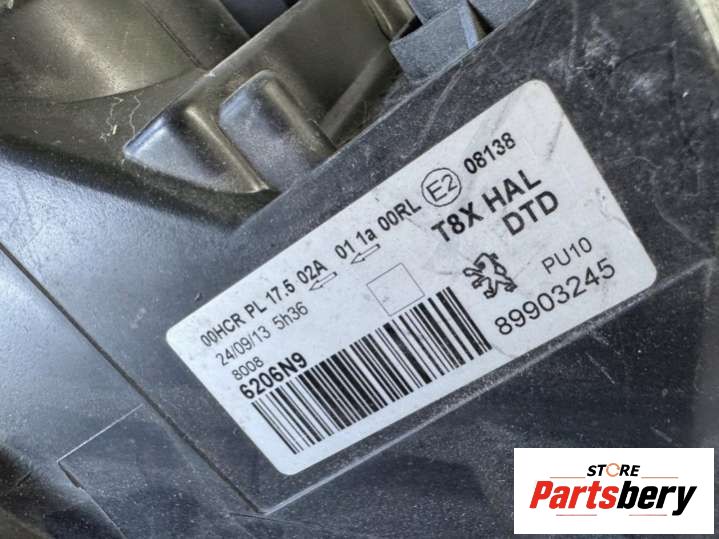 00HCR PL 17.5 02A 01 1a 00RL E2 08138
24/09/13 5h36
8008
6206N9
T8X HAL
DTD
PU10
89903245
STORE
Partsbery